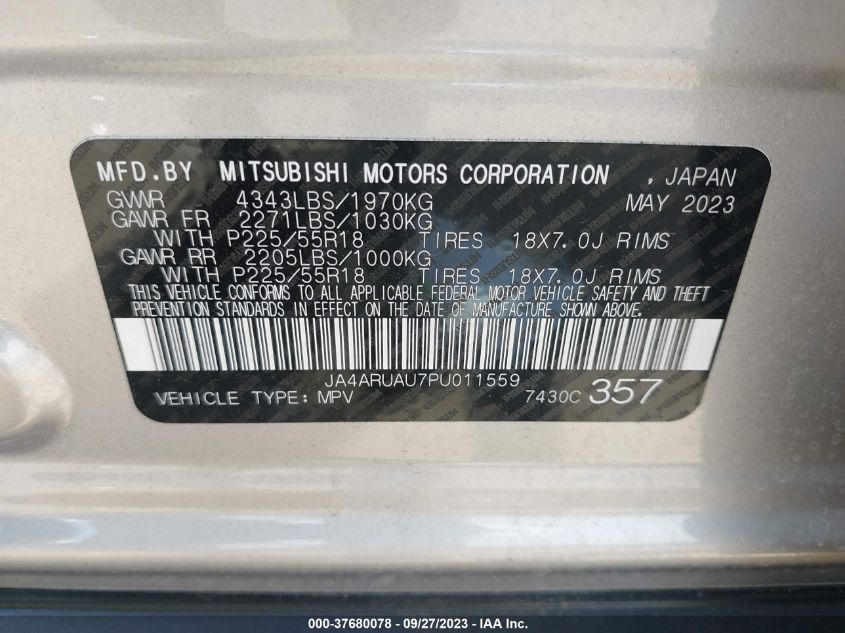 MFD.BY MITSUBISHI MOTORS CORPORATION , JAPAN
GVWR 4343LBS/1970KG MAY 2023
GAWR FR 2271LBS/1030KG
WITH P225/55R18 TIRES 18X7.0J RIMS
GAWR RR 2205LBS/1000KG
WITH P225/55R18 TIRES 18X7.0J RIMS
THIS VEHICLE CONFORMS TO ALL APPLICABLE FEDERAL MOTOR VEHICLE SAFETY AND THEFT
PREVENTION STANDARDS IN EFFECT ON THE DATE OF MANUFACTURE SHOWN ABOVE.
JA4ARUAU7PU011559
VEHICLE TYPE: MPV 7430C 357
000-37680078 - 09/27/2023 - © IAA, Inc.